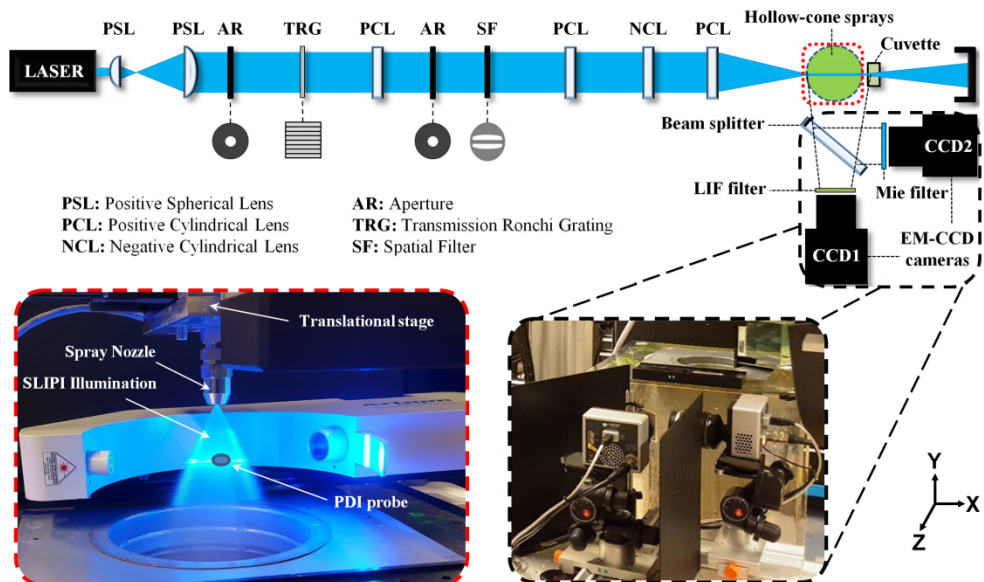 PSL
PSL
AR
TRG
PCL
AR
SF
PCL
NCL
PCL
Hollow-cone sprays
Cuvette
LASER
Beam splitter
CCD2
LIF filter
Mie filter
CCD1
EM-CCD
cameras
PSL: Positive Spherical Lens
PCL: Positive Cylindrical Lens
NCL: Negative Cylindrical Lens
AR: Aperture
TRG: Transmission Ronchi Grating
SF: Spatial Filter
Translational stage
Spray Nozzle
SLIPI Illumination
PDI probe
Y
X
Z